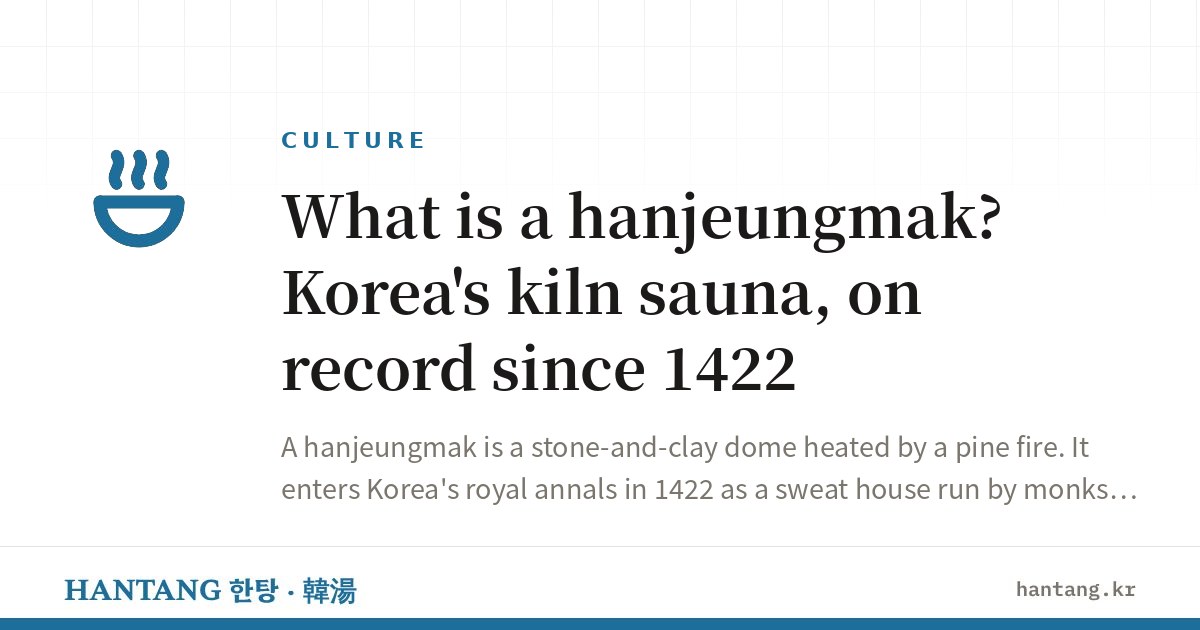 CULTURE
What is a hanjeungmak?
Korea's kiln sauna, on
record since 1422
A hanjeungmak is a stone-and-clay dome heated by a pine fire. It
enters Korea's royal annals in 1422 as a sweat house run by monks…
HANTANG 한탕 · 韓湯
hantang.kr